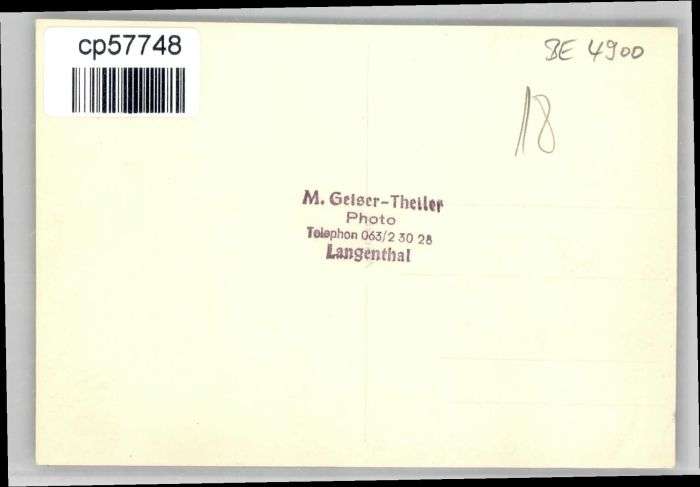 cp57748
BE 4900
18
M. Geiser-Theiler
Photo
Telephon 063/2 30 28
Langenthal